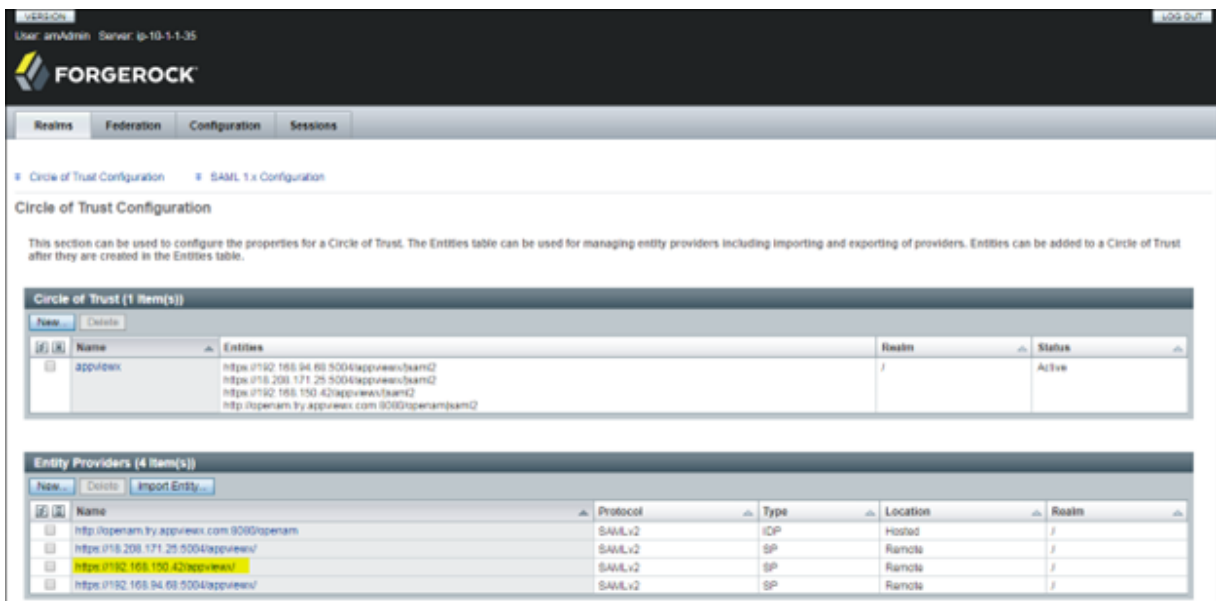 VERSION
LOG OUT
User: amAdmin Server: ip-10-1-1-35
FORGEROCK
Realms Federation Configuration Sessions
Circle of Trust Configuration SAML 1.x Configuration
Circle of Trust Configuration
This section can be used to configure the properties for a Circle of Trust. The Entities table can be used for managing entity providers including importing and exporting of providers. Entities can be added to a Circle of Trust
after they are created in the Entities table.
Circle of Trust (1 Item(s))
New... Delete
Name Entities Realm Status
appviewx https://192.168.94.68:5004/appviewx/|saml2 / Active
https://18.208.171.25:5004/appviewx/|saml2
https://192.168.150.42/appviewx/|saml2
http://openam.try.appviewx.com:8080/openam|saml2
Entity Providers (4 Item(s))
New... Delete Import Entity...
Name Protocol Type Location Realm
http://openam.try.appviewx.com:8080/openam SAMLv2 IDP Hosted /
https://18.208.171.25:5004/appviewx/ SAMLv2 SP Remote /
https://192.168.150.42/appviewx/ SAMLv2 SP Remote /
https://192.168.94.68:5004/appviewx/ SAMLv2 SP Remote /